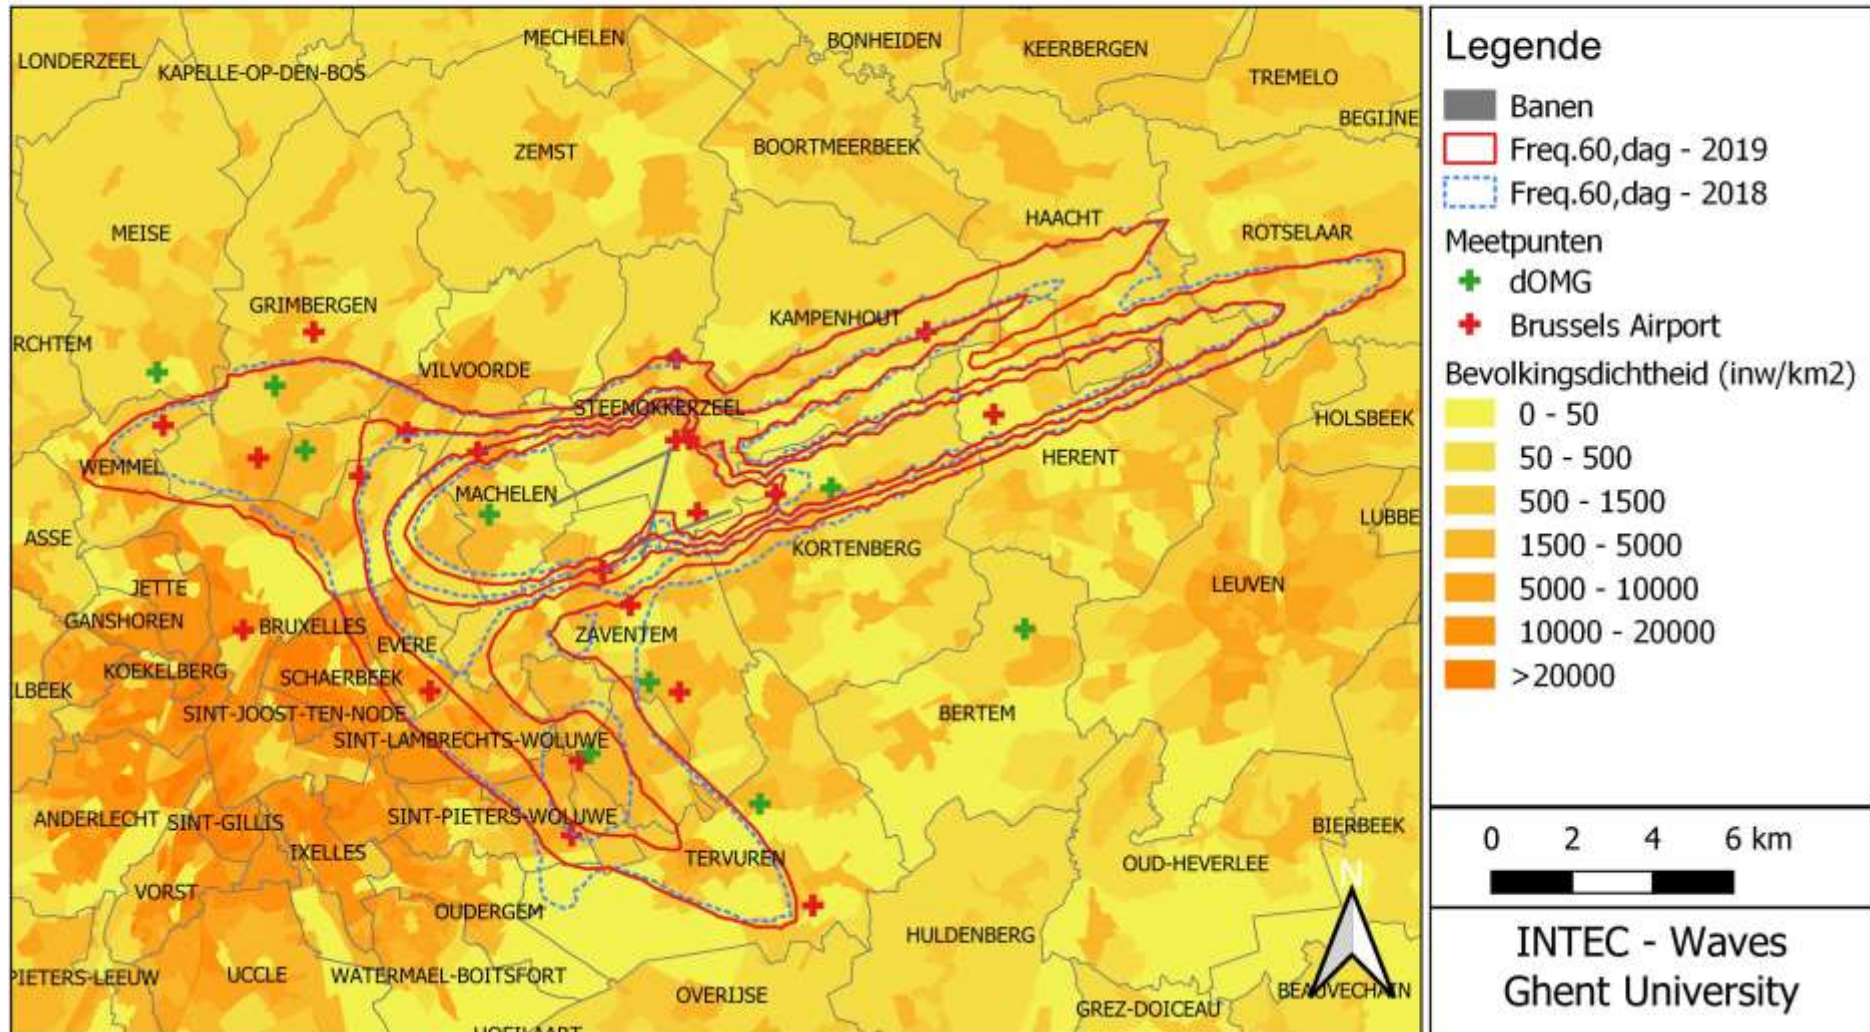 MECHELEN
BONHEIDEN
KEERBERGEN
LONDERZEEL
KAPELLE-OP-DEN-BOS
TREMELO
BEGIJNE
ZEMST
BOORTMEERBEEK
HAACHT
MEISE
ROTSELAAR
GRIMBERGEN
KAMPENHOUT
RCHTEM
VILVOORDE
STEENOKKERZEEL
HOLSBEEK
WEMMEL
HERENT
MACHELEN
LUBBE
ASSE
KORTENBERG
JETTE
LEUVEN
GANSHOREN
BRUXELLES
ZAVENTEM
EVERE
KOEKELBERG
SCHAERBEEK
LBEEK
SINT-JOOST-TEN-NODE
BERTEM
SINT-LAMBRECHTS-WOLUWE
ANDERLECHT
SINT-GILLIS
SINT-PIETERS-WOLUWE
BIERBEEK
IXELLES
TERVUREN
OUD-HEVERLEE
VORST
OUDERGEM
HULDENBERG
PIETERS-LEEUW
UCCLE
WATERMAEL-BOITSFORT
OVERIJSE
BEAUVECHAIN
GREZ-DOICEAU
N
Legende
Banen
Freq.60,dag - 2019
Freq.60,dag - 2018
Meetpunten
dOMG
Brussels Airport
Bevolkingsdichtheid (inw/km2)
0 - 50
50 - 500
500 - 1500
1500 - 5000
5000 - 10000
10000 - 20000
>20000
0 2 4 6 km
INTEC - Waves
Ghent University